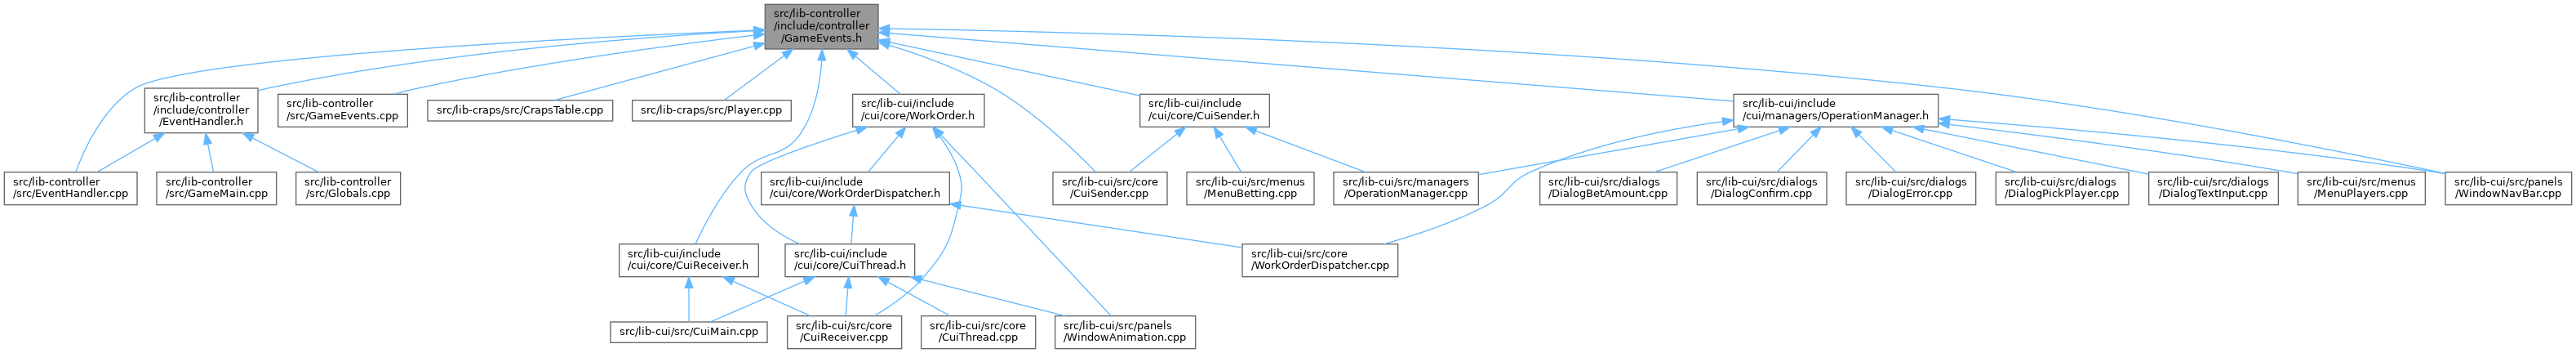 src/lib-controller
/include/controller
/GameEvents.h
src/lib-controller
/include/controller
/EventHandler.h
src/lib-controller
/src/GameEvents.cpp
src/lib-craps/src/CrapsTable.cpp
src/lib-craps/src/Player.cpp
src/lib-cui/include
/cui/core/WorkOrder.h
src/lib-cui/include
/cui/core/CuiSender.h
src/lib-cui/include
/cui/managers/OperationManager.h
src/lib-controller
/src/EventHandler.cpp
src/lib-controller
/src/GameMain.cpp
src/lib-controller
/src/Globals.cpp
src/lib-cui/include
/cui/core/WorkOrderDispatcher.h
src/lib-cui/src/core
/CuiSender.cpp
src/lib-cui/src/menus
/MenuBetting.cpp
src/lib-cui/src/managers
/OperationManager.cpp
src/lib-cui/src/dialogs
/DialogBetAmount.cpp
src/lib-cui/src/dialogs
/DialogConfirm.cpp
src/lib-cui/src/dialogs
/DialogError.cpp
src/lib-cui/src/dialogs
/DialogPickPlayer.cpp
src/lib-cui/src/dialogs
/DialogTextInput.cpp
src/lib-cui/src/menus
/MenuPlayers.cpp
src/lib-cui/src/panels
/WindowNavBar.cpp
src/lib-cui/include
/cui/core/CuiReceiver.h
src/lib-cui/include
/cui/core/CuiThread.h
src/lib-cui/src/core
/WorkOrderDispatcher.cpp
src/lib-cui/src/CuiMain.cpp
src/lib-cui/src/core
/CuiReceiver.cpp
src/lib-cui/src/core
/CuiThread.cpp
src/lib-cui/src/panels
/WindowAnimation.cpp